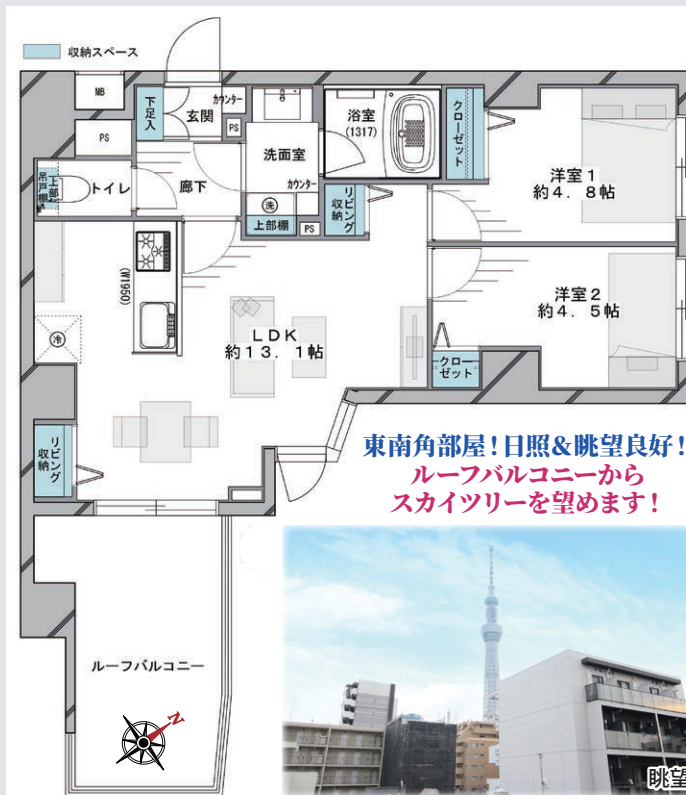 収納スペース
MB
PS
下足入
玄関
カウンター
PS
洗面室
カウンター
洗
上部棚
PS
浴室
(1317)
クローゼット
洋室1
約4.8帖
上部
吊戸棚
トイレ
廊下
リビング
収納
(W1950)
冷
LDK
約13.1帖
洋室2
約4.5帖
クロー
ゼット
リビング
収納
東南角部屋!日照&眺望良好!
ルーフバルコニーから
スカイツリーを望めます!
ルーフバルコニー
N
眺望